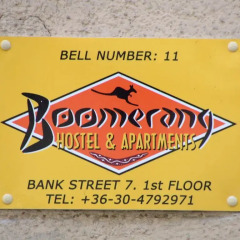 BELL NUMBER: 11
Boomerang
HOSTEL & APARTMENTS
BANK STREET 7. 1st FLOOR
TEL: +36-30-4792971